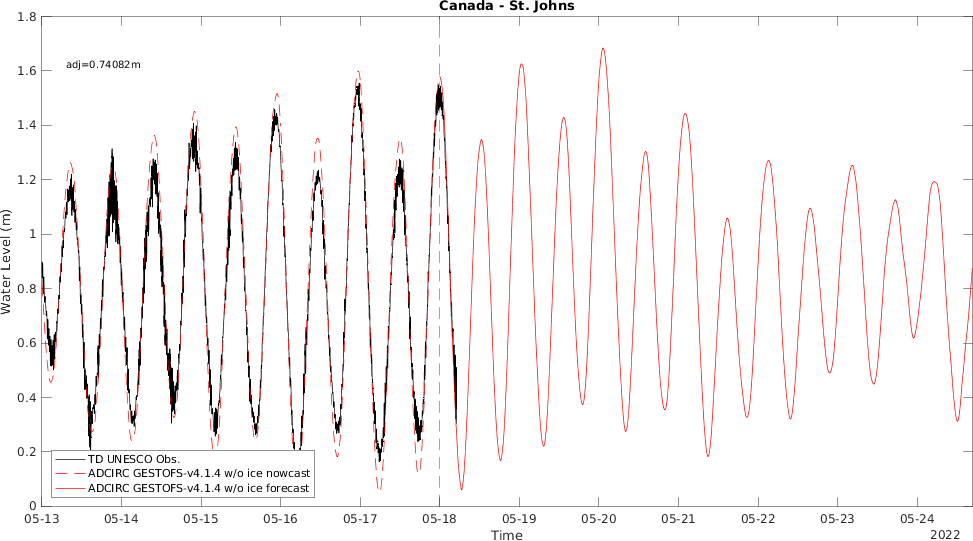 Canada - St. Johns
1.8
1.6
1.4
1.2
1
0.8
0.6
0.4
0.2
0
Water Level (m)
adj=0.74082m
TD UNESCO Obs.
ADCIRC GESTOFS-v4.1.4 w/o ice nowcast
ADCIRC GESTOFS-v4.1.4 w/o ice forecast
05-13 05-14 05-15 05-16 05-17 05-18 05-19 05-20 05-21 05-22 05-23 05-24
2022
Time